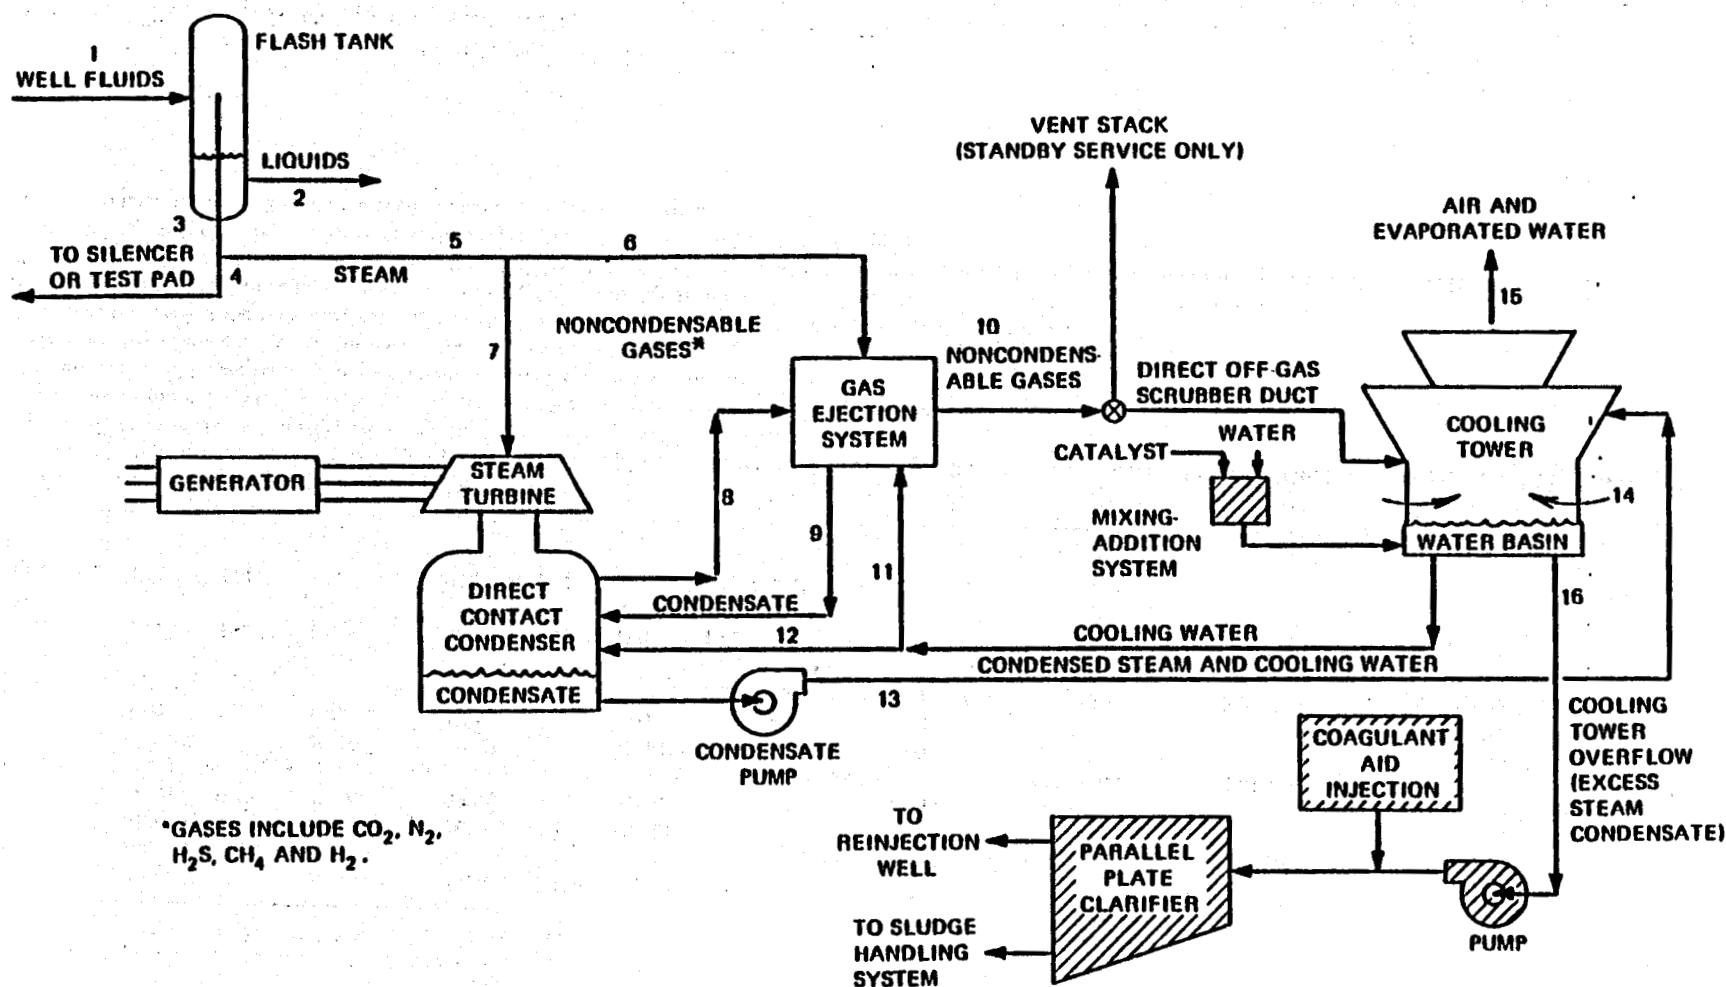 FLASH TANK
1
WELL FLUIDS
LIQUIDS
2
3
TO SILENCER
OR TEST PAD
4
5
6
STEAM
7
NONCONDENSABLE
GASES*
VENT STACK
(STANDBY SERVICE ONLY)
AIR AND
EVAPORATED WATER
15
10
NONCONDENS-
ABLE GASES
DIRECT OFF-GAS
SCRUBBER DUCT
GAS
EJECTION
SYSTEM
COOLING
TOWER
CATALYST
WATER
GENERATOR
STEAM
TURBINE
8
9
11
14
MIXING-
ADDITION
SYSTEM
WATER BASIN
16
DIRECT
CONTACT
CONDENSER
CONDENSATE
12
COOLING WATER
CONDENSED STEAM AND COOLING WATER
13
CONDENSATE
CONDENSATE
PUMP
COOLING
TOWER
OVERFLOW
(EXCESS
STEAM
CONDENSATE)
COAGULANT
AID
INJECTION
*GASES INCLUDE CO₂, N₂,
H₂S, CH₄ AND H₂.
TO
REINJECTION
WELL
PARALLEL
PLATE
CLARIFIER
TO SLUDGE
HANDLING
SYSTEM
PUMP